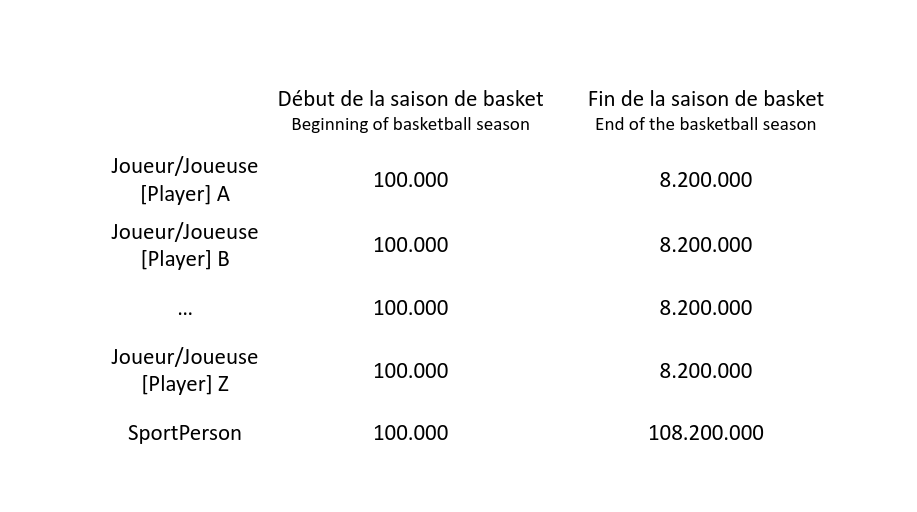 Début de la saison de basket Fin de la saison de basket
Beginning of basketball season End of the basketball season
Joueur/Joueuse
[Player] A 100.000 8.200.000
Joueur/Joueuse
[Player] B 100.000 8.200.000
... 100.000 8.200.000
Joueur/Joueuse
[Player] Z 100.000 8.200.000
SportPerson 100.000 108.200.000